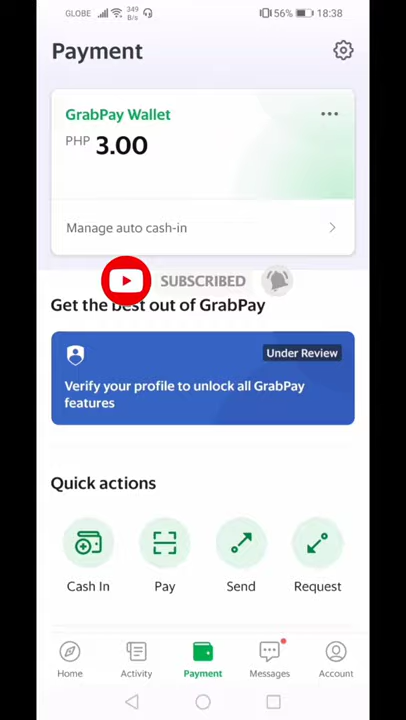 GLOBE 349 B/s 56% 18:38
Payment
GrabPay Wallet
PHP 3.00
Manage auto cash-in
SUBSCRIBED
Get the best out of GrabPay
Under Review
Verify your profile to unlock all GrabPay
features
Quick actions
Cash In Pay Send Request
Home Activity Payment Messages Account